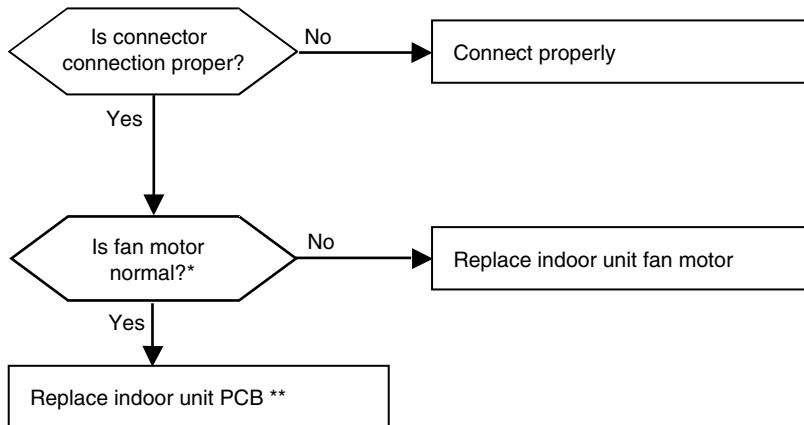 Is connector
connection proper?
No
Connect properly
Yes
Is fan motor
normal?*
No
Replace indoor unit fan motor
Yes
Replace indoor unit PCB **